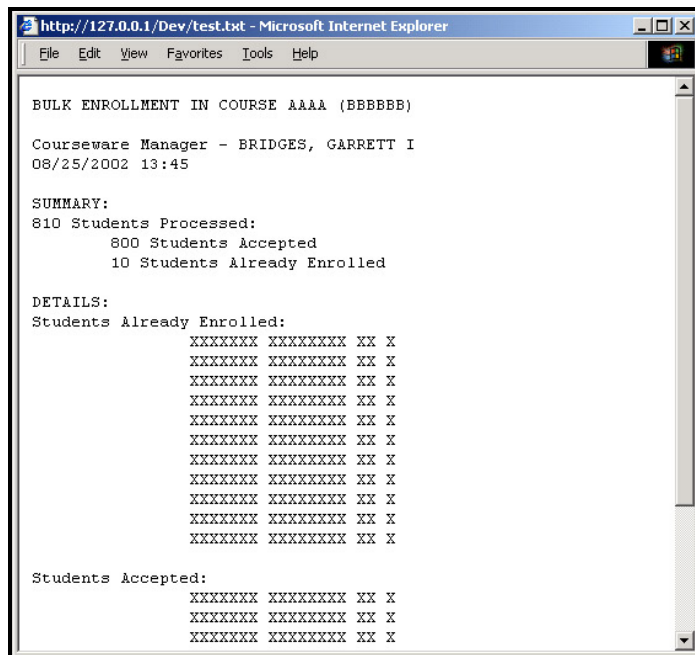 http://127.0.0.1/Dev/test.txt - Microsoft Internet Explorer
File Edit View Favorites Tools Help
BULK ENROLLMENT IN COURSE AAAA (BBBBBB)
Courseware Manager - BRIDGES, GARRETT I
08/25/2002 13:45
SUMMARY:
810 Students Processed:
800 Students Accepted
10 Students Already Enrolled
DETAILS:
Students Already Enrolled:
XXXXXXX XXXXXXXX XX X
XXXXXXX XXXXXXXX XX X
XXXXXXX XXXXXXXX XX X
XXXXXXX XXXXXXXX XX X
XXXXXXX XXXXXXXX XX X
XXXXXXX XXXXXXXX XX X
XXXXXXX XXXXXXXX XX X
XXXXXXX XXXXXXXX XX X
XXXXXXX XXXXXXXX XX X
XXXXXXX XXXXXXXX XX X
XXXXXXX XXXXXXXX XX X
Students Accepted:
XXXXXXX XXXXXXXX XX X
XXXXXXX XXXXXXXX XX X
XXXXXXX XXXXXXXX XX X